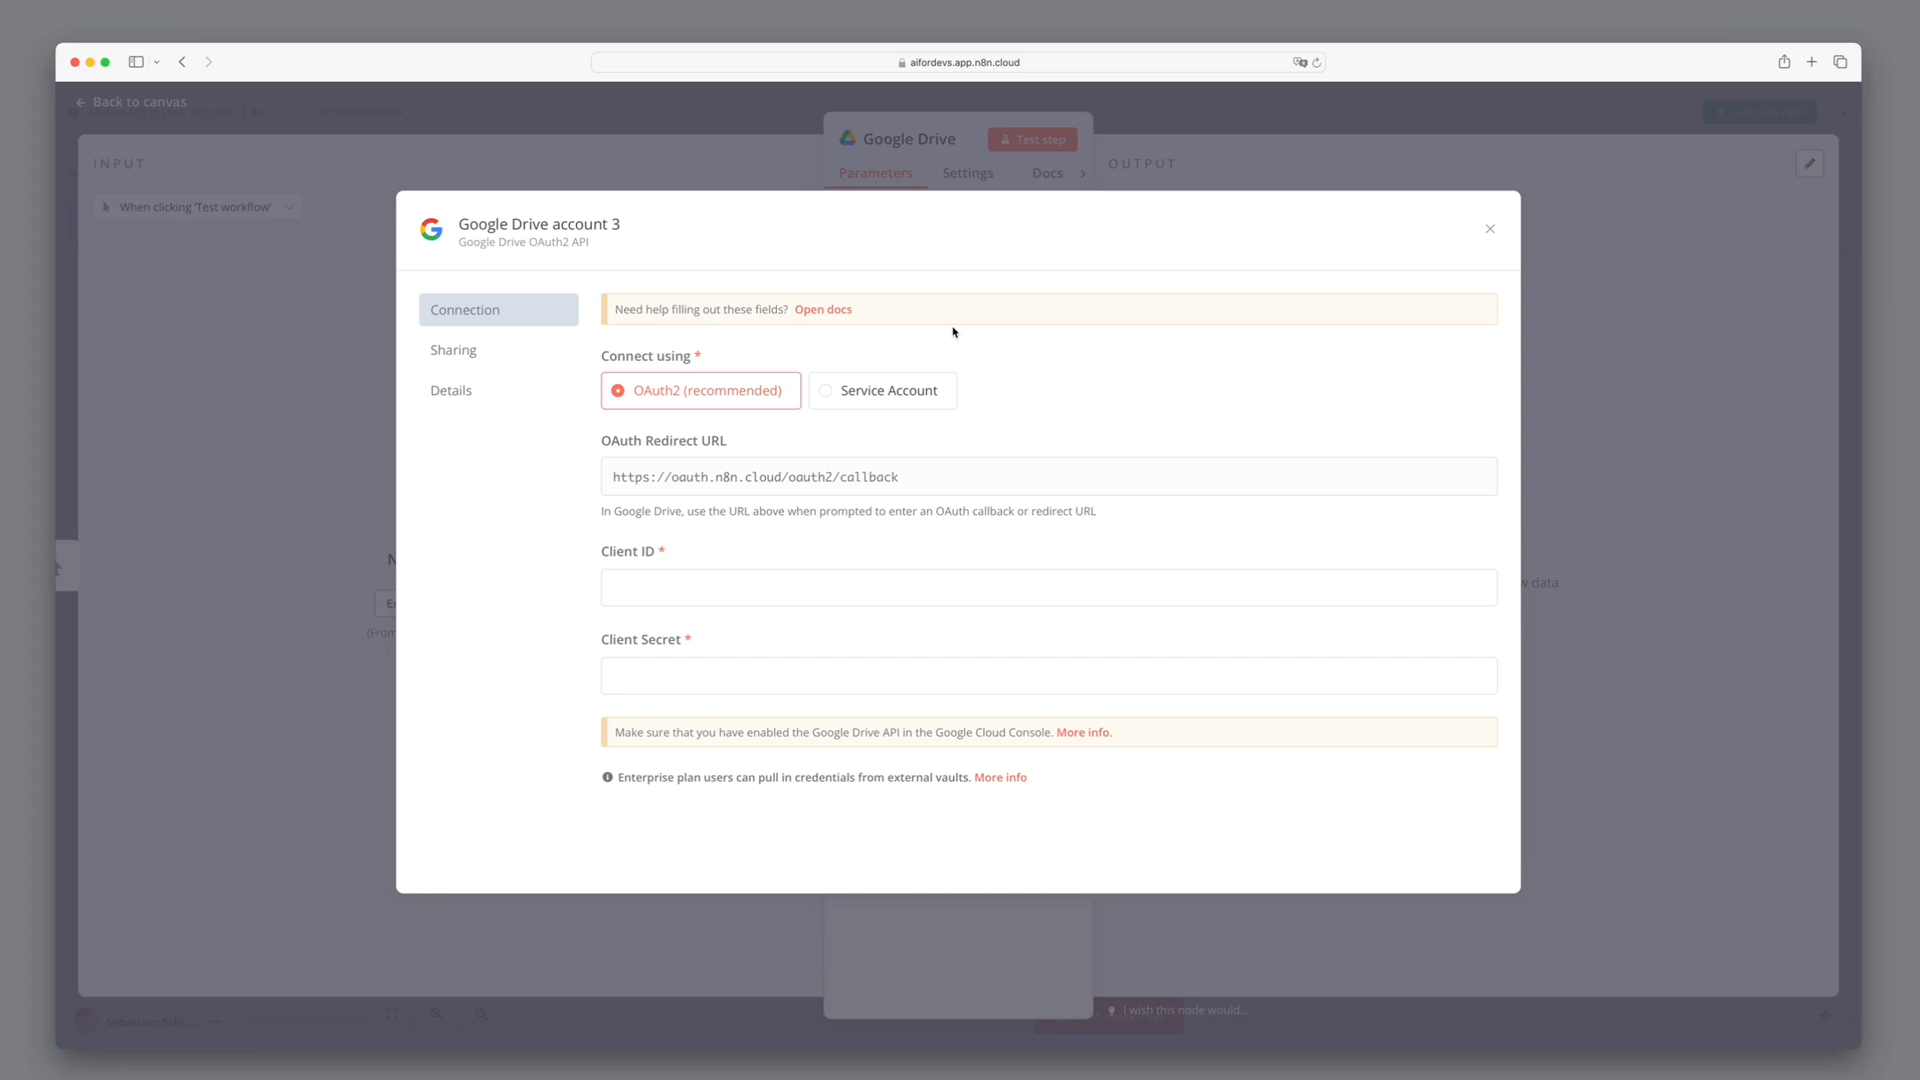 aifordevs.app.n8n.cloud
Back to canvas
Google Drive
Test step
INPUT
OUTPUT
Parameters
Settings
Docs
When clicking 'Test workflow'
Google Drive account 3
Google Drive OAuth2 API
Connection
Sharing
Details
Need help filling out these fields? Open docs
Connect using *
OAuth2 (recommended)
Service Account
OAuth Redirect URL
https://oauth.n8n.cloud/oauth2/callback
In Google Drive, use the URL above when prompted to enter an OAuth callback or redirect URL
Client ID *
(From
data
Client Secret *
Make sure that you have enabled the Google Drive API in the Google Cloud Console. More info.
Enterprise plan users can pull in credentials from external vaults. More info
I wish this node would...
Sebastian Schl...